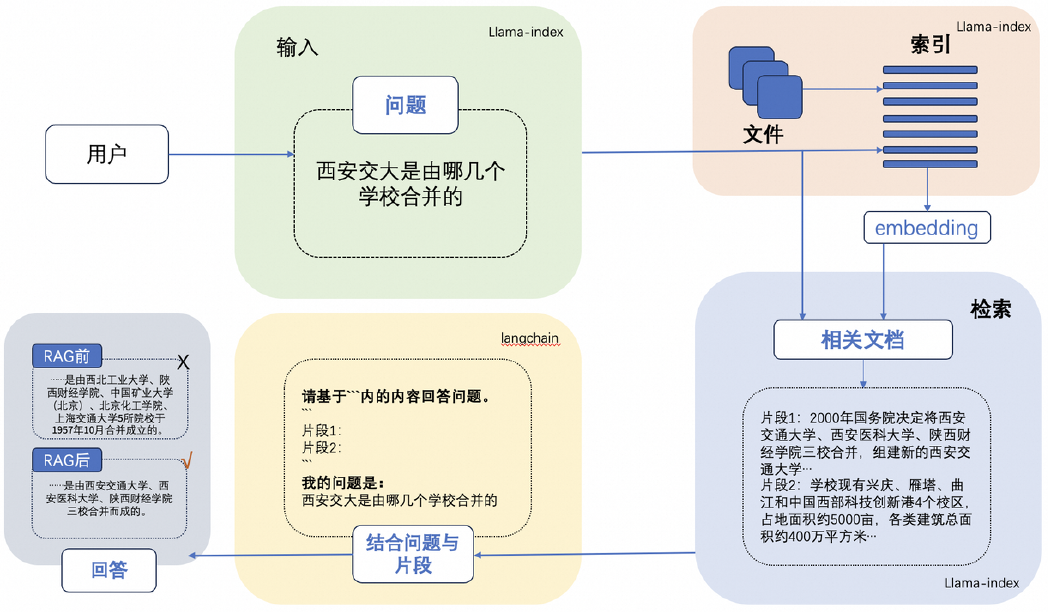 用户
输入
Llama-index
问题
西安交大是由哪几个
学校合并的
Llama-index
索引
文件
embedding
检索
相关文档
片段1：2000年国务院决定将西安
交通大学、西安医科大学、陕西财
经学院三校合并，组建新的西安交
通大学…
片段2：学校现有兴庆、雁塔、曲
江和中国西部科技创新港4个校区，
占地面积约5000亩，各类建筑总面
积约400万平方米…
Llama-index
langchain
请基于```内的内容回答问题。
```
片段1：
片段2：
```
我的问题是：
西安交大是由哪几个学校合并的
结合问题与
片段
RAG前
X
……是由西北工业大学、陕
西财经学院、中国矿业大学
（北京）、北京化工学院、
上海交通大学5所院校于
1957年10月合并成立的。
RAG后
√
……是由西安交通大学、西
安医科大学、陕西财经学院
三校合并而成的。
回答